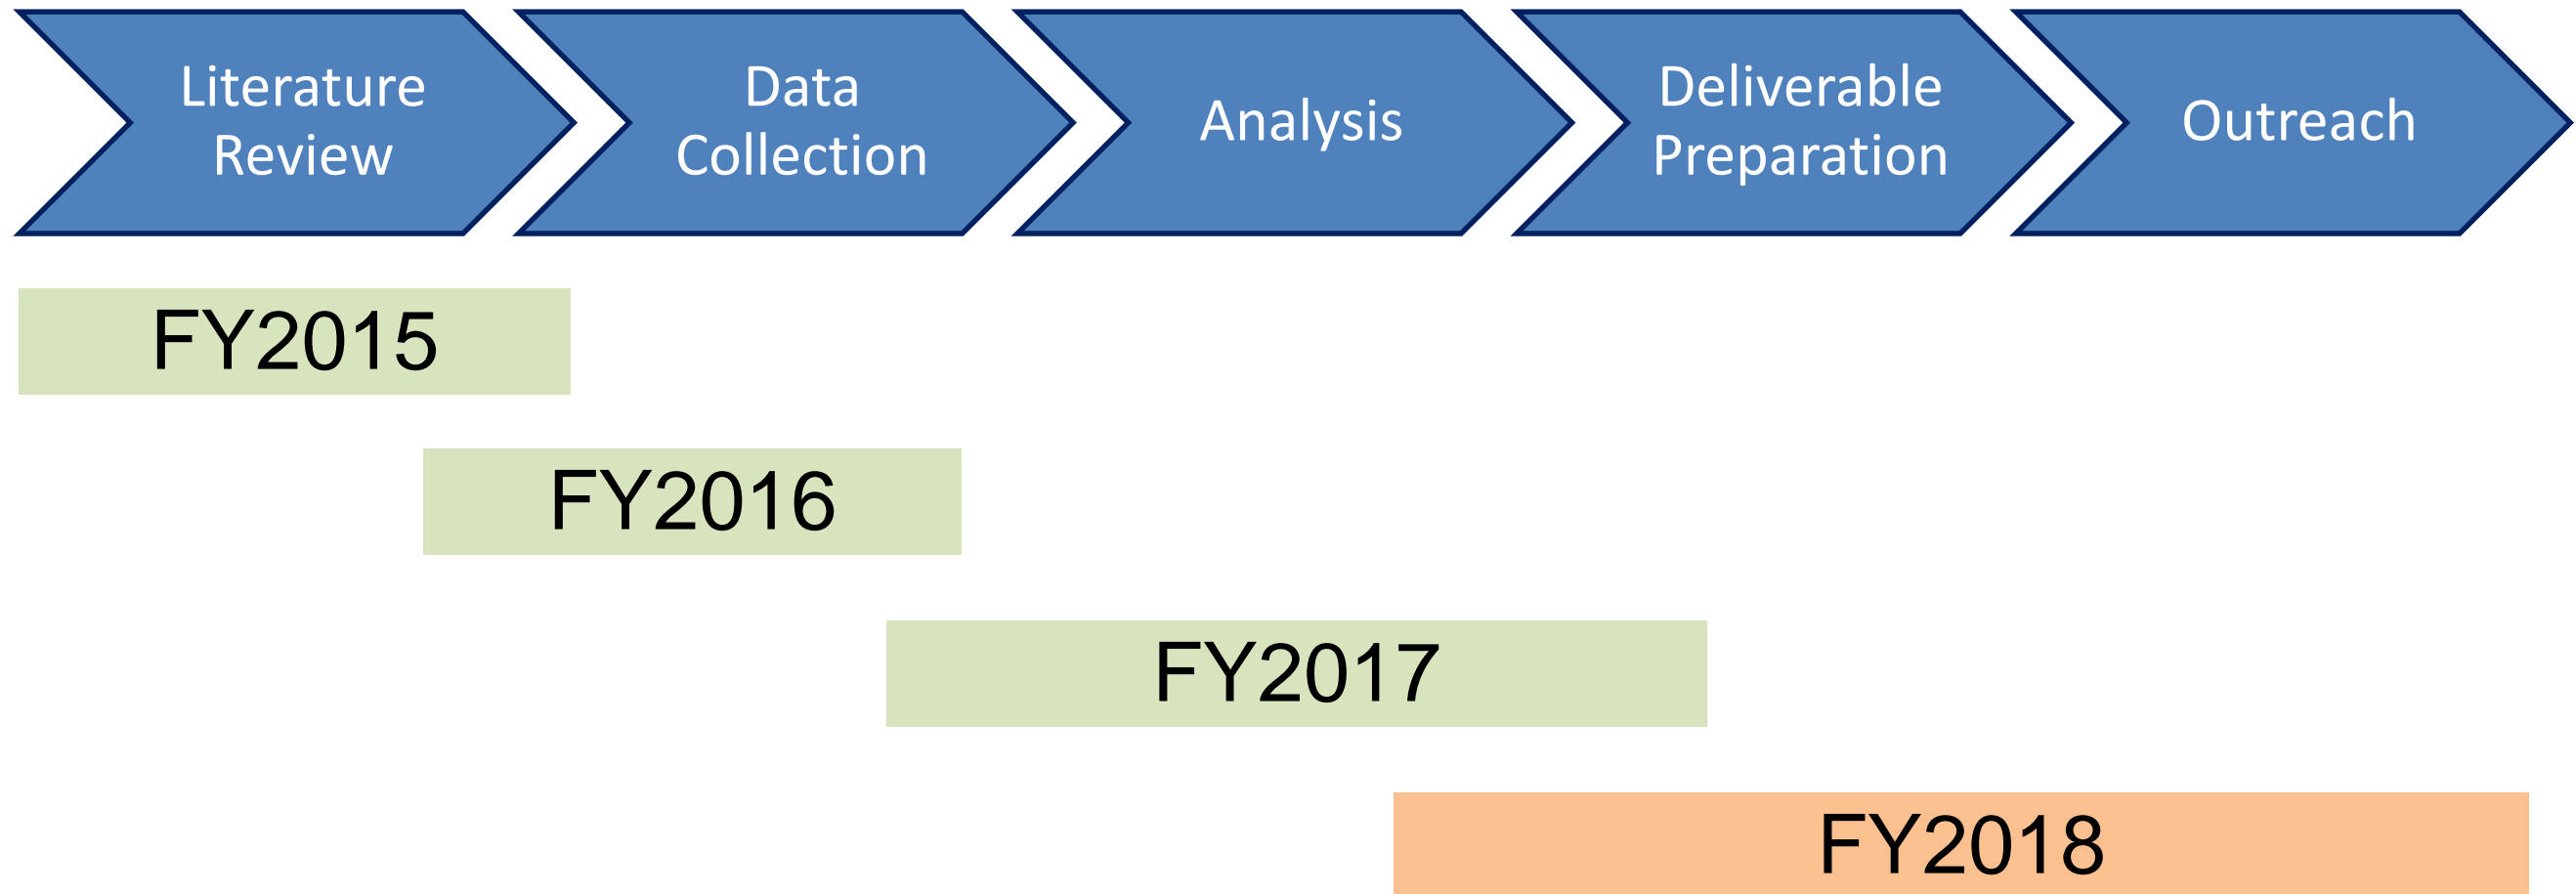 Literature
Review
Data
Collection
Analysis
Deliverable
Preparation
Outreach
FY2015
FY2016
FY2017
FY2018